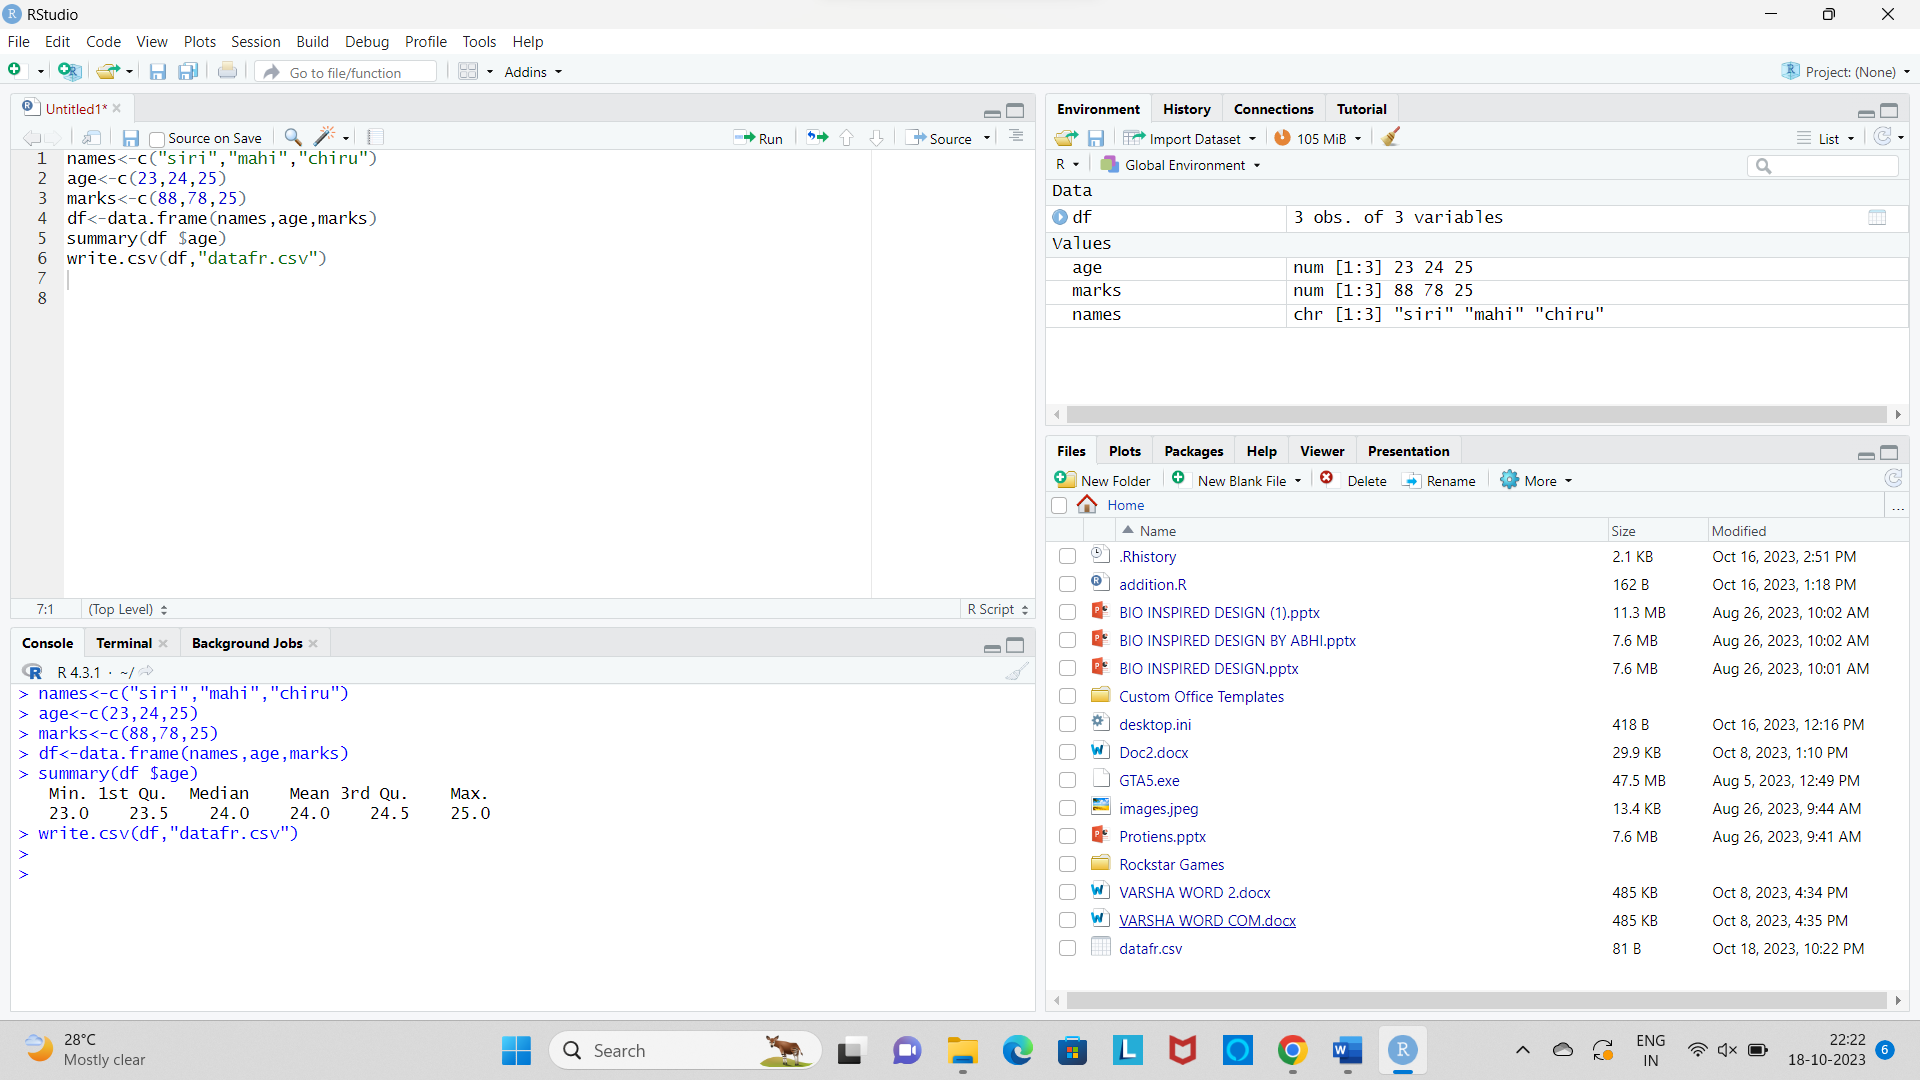 RStudio
File Edit Code View Plots Session Build Debug Profile Tools Help
Go to file/function Addins Project: (None)
Untitled1*
Source on Save Run Source
1 names<-c("siri","mahi","chiru")
2 age<-c(23,24,25)
3 marks<-c(88,78,25)
4 df<-data.frame(names,age,marks)
5 summary(df $age)
6 write.csv(df,"datafr.csv")
7
8
7:1 (Top Level) R Script
Console Terminal Background Jobs
R 4.3.1 · ~/
> names<-c("siri","mahi","chiru")
> age<-c(23,24,25)
> marks<-c(88,78,25)
> df<-data.frame(names,age,marks)
> summary(df $age)
Min. 1st Qu. Median Mean 3rd Qu. Max.
23.0 23.5 24.0 24.0 24.5 25.0
> write.csv(df,"datafr.csv")
>
>
Environment History Connections Tutorial
Import Dataset 105 MiB List
R Global Environment
Data
df 3 obs. of 3 variables
Values
age num [1:3] 23 24 25
marks num [1:3] 88 78 25
names chr [1:3] "siri" "mahi" "chiru"
Files Plots Packages Help Viewer Presentation
New Folder New Blank File Delete Rename More
Home ...
Name Size Modified
.Rhistory 2.1 KB Oct 16, 2023, 2:51 PM
addition.R 162 B Oct 16, 2023, 1:18 PM
BIO INSPIRED DESIGN (1).pptx 11.3 MB Aug 26, 2023, 10:02 AM
BIO INSPIRED DESIGN BY ABHI.pptx 7.6 MB Aug 26, 2023, 10:02 AM
BIO INSPIRED DESIGN.pptx 7.6 MB Aug 26, 2023, 10:01 AM
Custom Office Templates
desktop.ini 418 B Oct 16, 2023, 12:16 PM
Doc2.docx 29.9 KB Oct 8, 2023, 1:10 PM
GTA5.exe 47.5 MB Aug 5, 2023, 12:49 PM
images.jpeg 13.4 KB Aug 26, 2023, 9:44 AM
Protiens.pptx 7.6 MB Aug 26, 2023, 9:41 AM
Rockstar Games
VARSHA WORD 2.docx 485 KB Oct 8, 2023, 4:34 PM
VARSHA WORD COM.docx 485 KB Oct 8, 2023, 4:35 PM
datafr.csv 81 B Oct 18, 2023, 10:22 PM
28°C
Mostly clear
Search
ENG
IN
22:22
18-10-2023
6